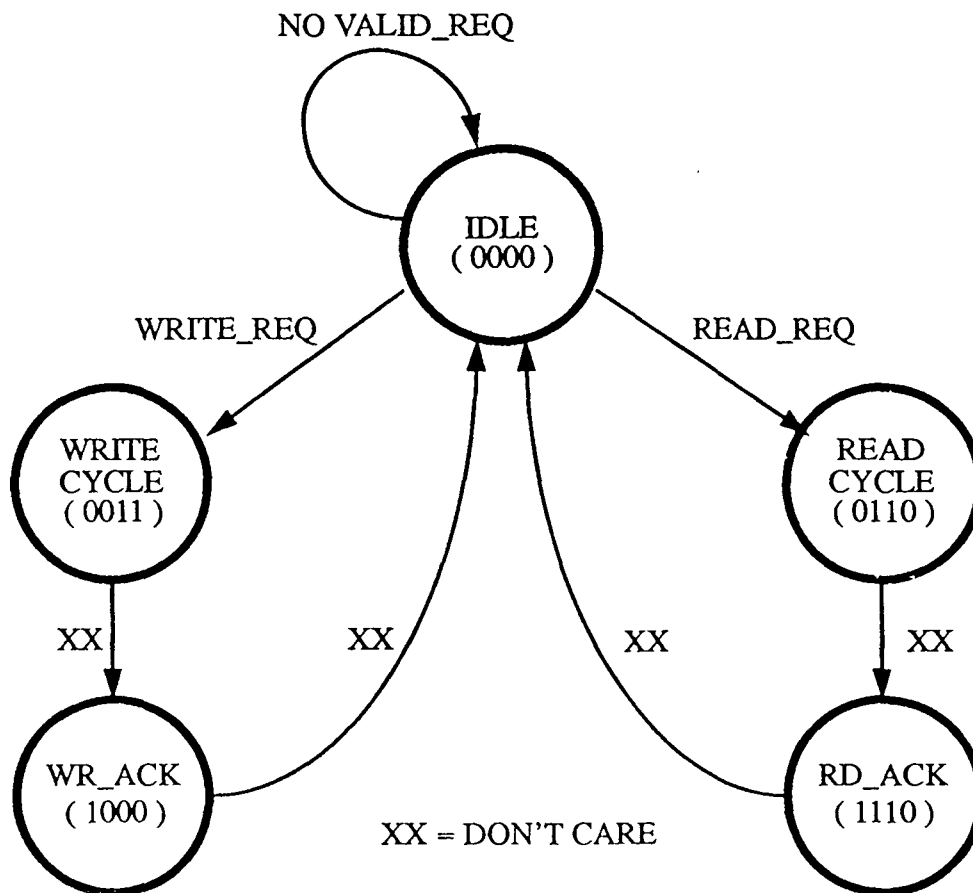 NO VALID_REQ
IDLE
( 0000 )
WRITE_REQ
READ_REQ
WRITE
CYCLE
( 0011 )
READ
CYCLE
( 0110 )
XX
XX
XX
XX
WR_ACK
( 1000 )
RD_ACK
( 1110 )
XX = DON'T CARE